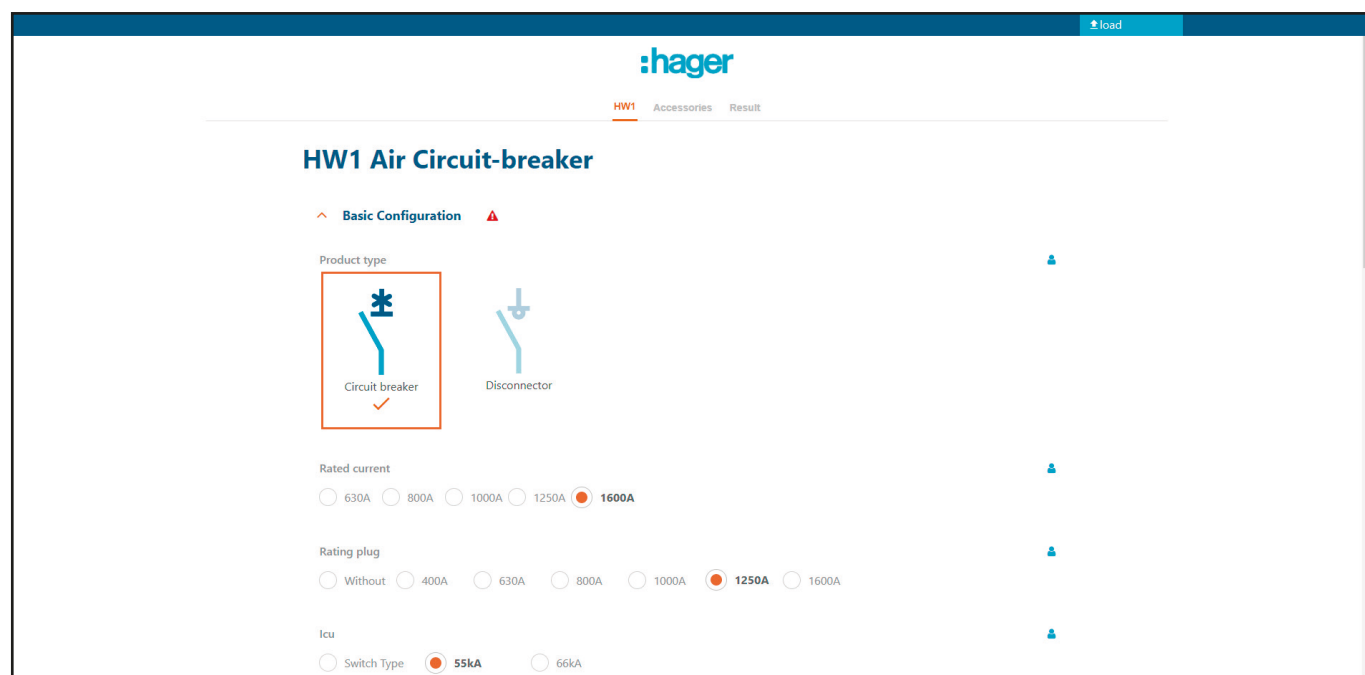 load
:hager
HW1 Accessories Result
HW1 Air Circuit-breaker
Basic Configuration
Product type
Circuit breaker Disconnector
Rated current
630A 800A 1000A 1250A 1600A
Rating plug
Without 400A 630A 800A 1000A 1250A 1600A
Icu
Switch Type 55kA 66kA